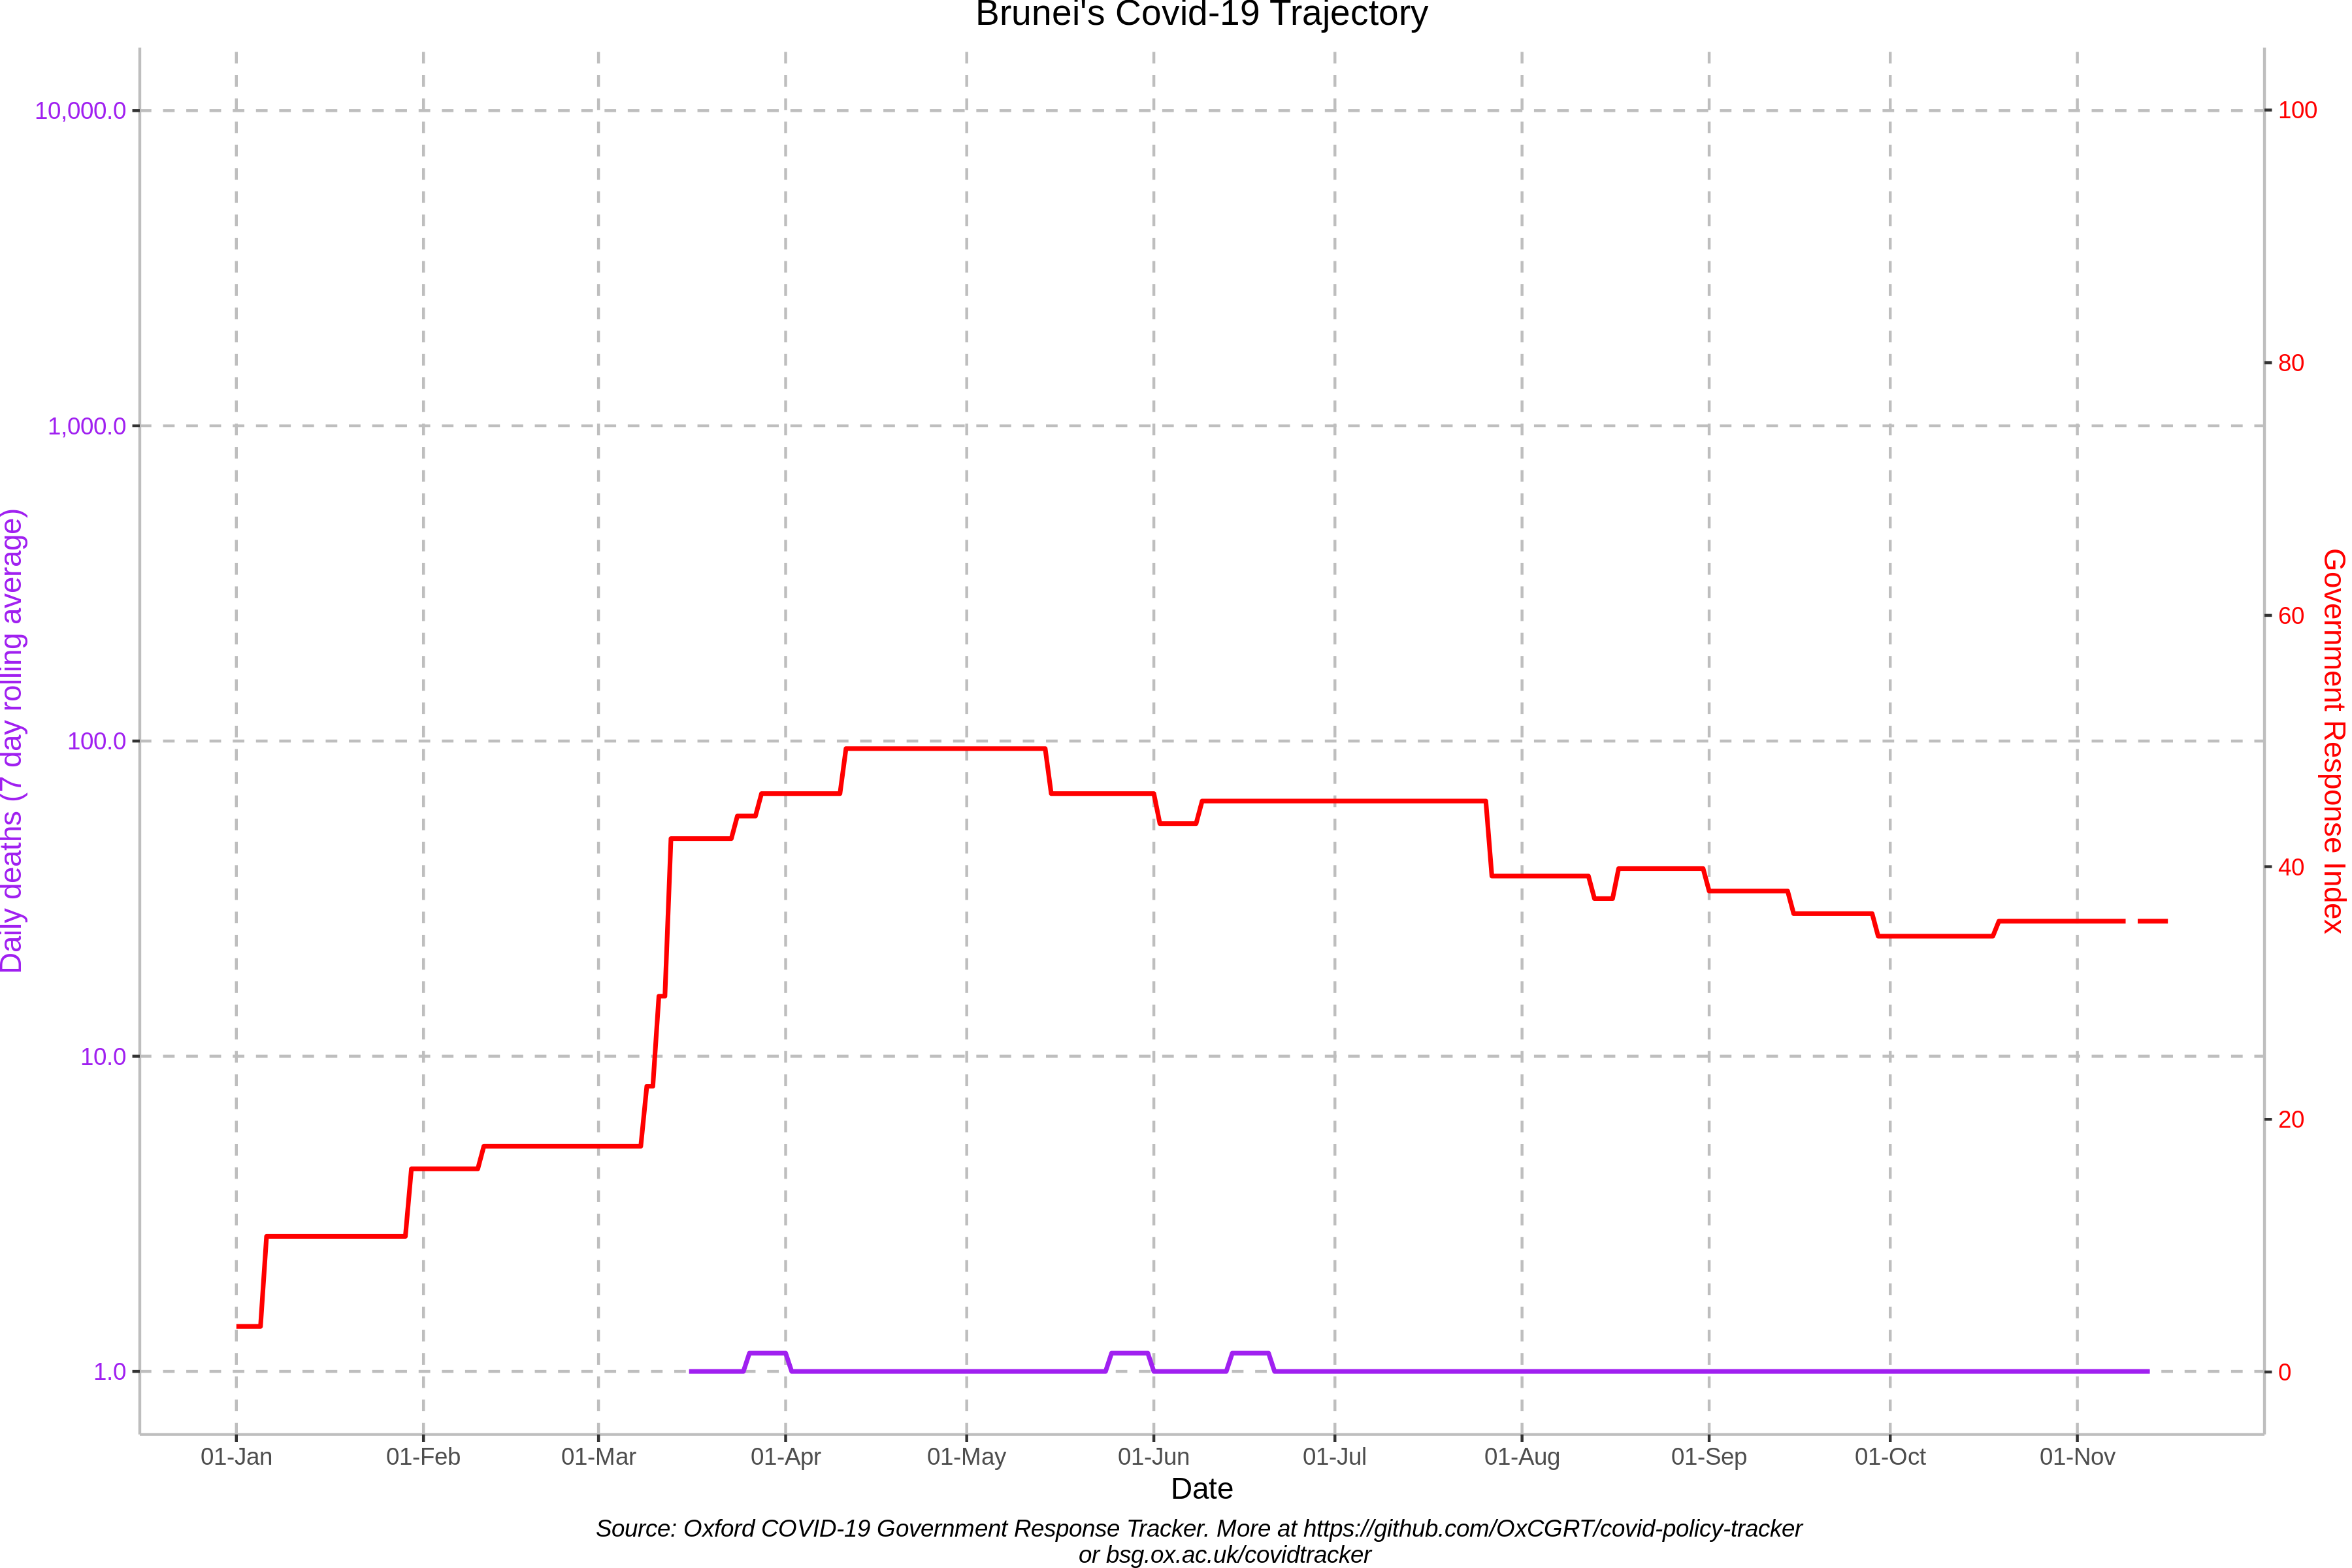 Brunei's Covid-19 Trajectory
10,000.0
1,000.0
100.0
10.0
1.0
Daily deaths (7 day rolling average)
100
80
60
40
20
0
Government Response Index
01-Jan 01-Feb 01-Mar 01-Apr 01-May 01-Jun 01-Jul 01-Aug 01-Sep 01-Oct 01-Nov
Date
Source: Oxford COVID-19 Government Response Tracker. More at https://github.com/OxCGRT/covid-policy-tracker
or bsg.ox.ac.uk/covidtracker